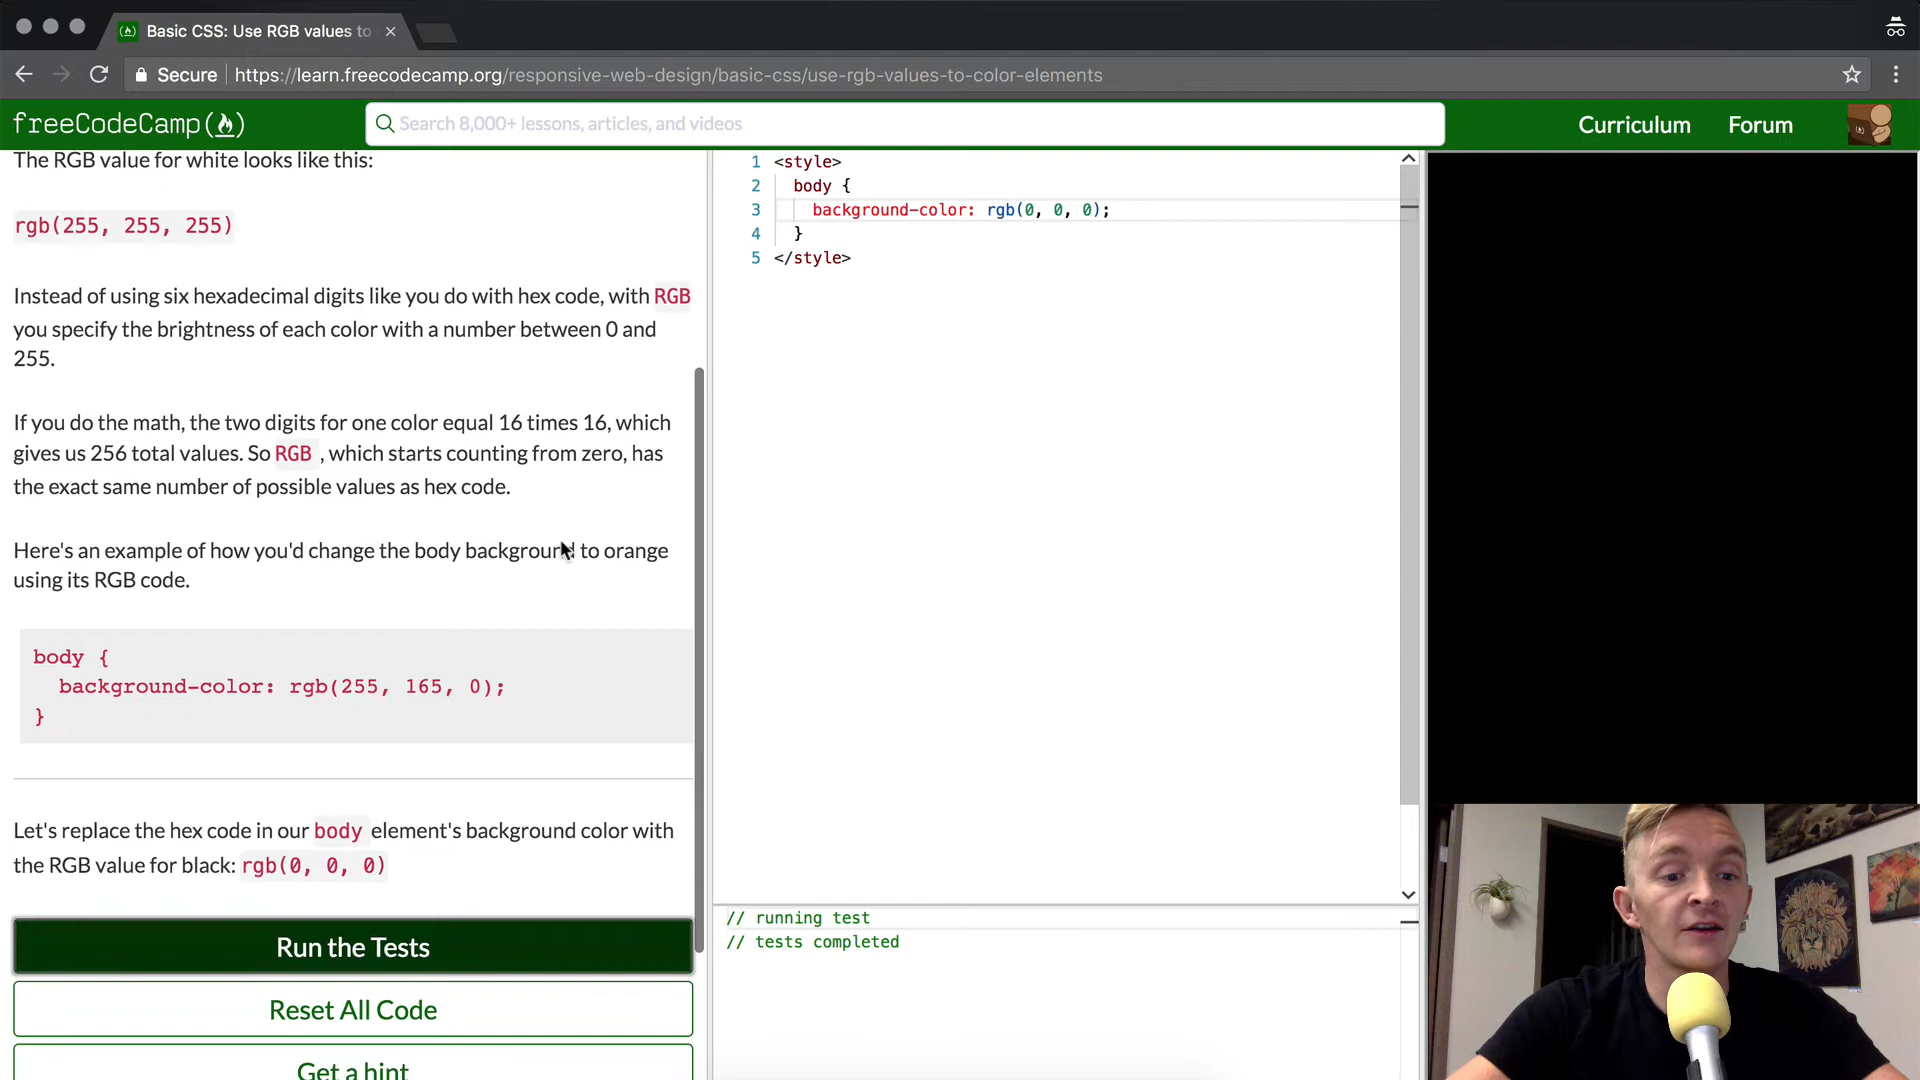 Basic CSS: Use RGB values to
Secure https://learn.freecodecamp.org/responsive-web-design/basic-css/use-rgb-values-to-color-elements
freeCodeCamp
Search 8,000+ lessons, articles, and videos
Curriculum
Forum
The RGB value for white looks like this:
rgb(255, 255, 255)
Instead of using six hexadecimal digits like you do with hex code, with RGB
you specify the brightness of each color with a number between 0 and
255.
If you do the math, the two digits for one color equal 16 times 16, which
gives us 256 total values. So RGB , which starts counting from zero, has
the exact same number of possible values as hex code.
Here's an example of how you'd change the body background to orange
using its RGB code.
body {
background-color: rgb(255, 165, 0);
}
Let's replace the hex code in our body element's background color with
the RGB value for black: rgb(0, 0, 0)
Run the Tests
Reset All Code
Get a hint
1 <style>
2 body {
3 background-color: rgb(0, 0, 0);
4 }
5 </style>
// running test
// tests completed